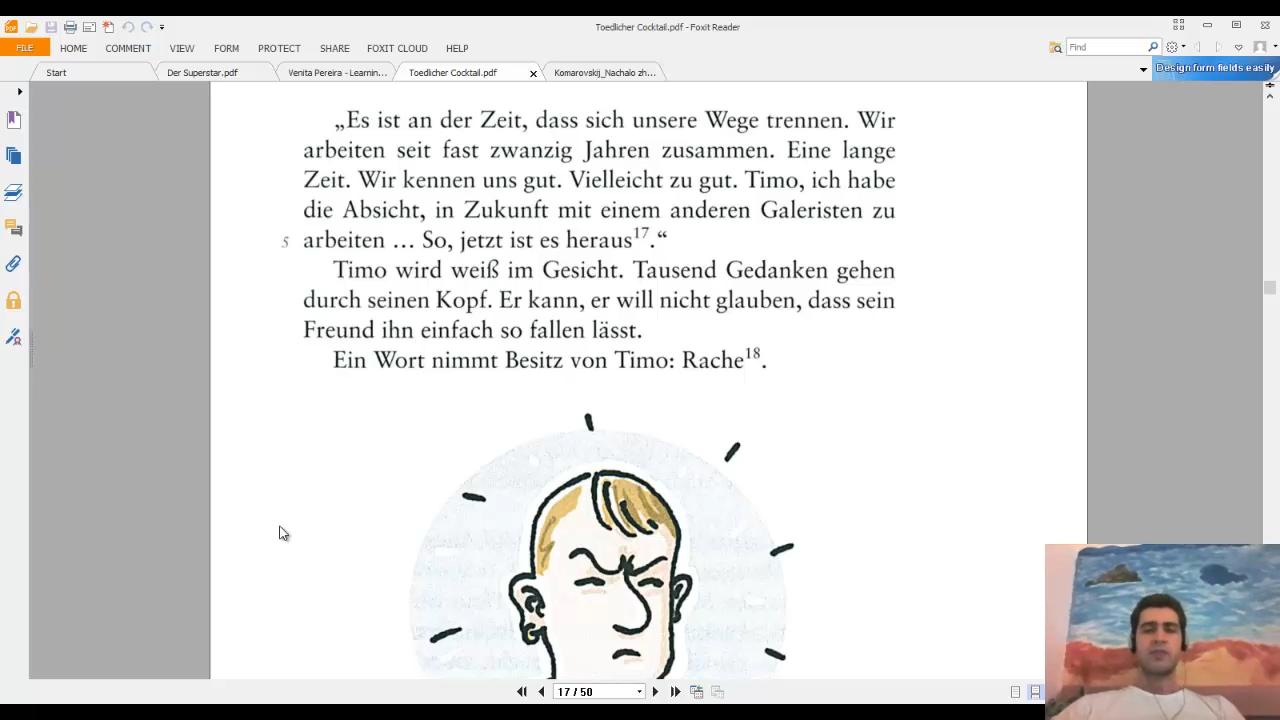 Toedlicher Cocktail.pdf - Foxit Reader
FILE HOME COMMENT VIEW FORM PROTECT SHARE FOXIT CLOUD HELP
Find
Start Der Superstar.pdf Venita Pereira - Learnin... Toedlicher Cocktail.pdf Komarovskij_Nachalo zh...
Design form fields easily
„Es ist an der Zeit, dass sich unsere Wege trennen. Wir
arbeiten seit fast zwanzig Jahren zusammen. Eine lange
Zeit. Wir kennen uns gut. Vielleicht zu gut. Timo, ich habe
die Absicht, in Zukunft mit einem anderen Galeristen zu
5 arbeiten … So, jetzt ist es heraus17.“
Timo wird weiß im Gesicht. Tausend Gedanken gehen
durch seinen Kopf. Er kann, er will nicht glauben, dass sein
Freund ihn einfach so fallen lässt.
Ein Wort nimmt Besitz von Timo: Rache18.
17 / 50